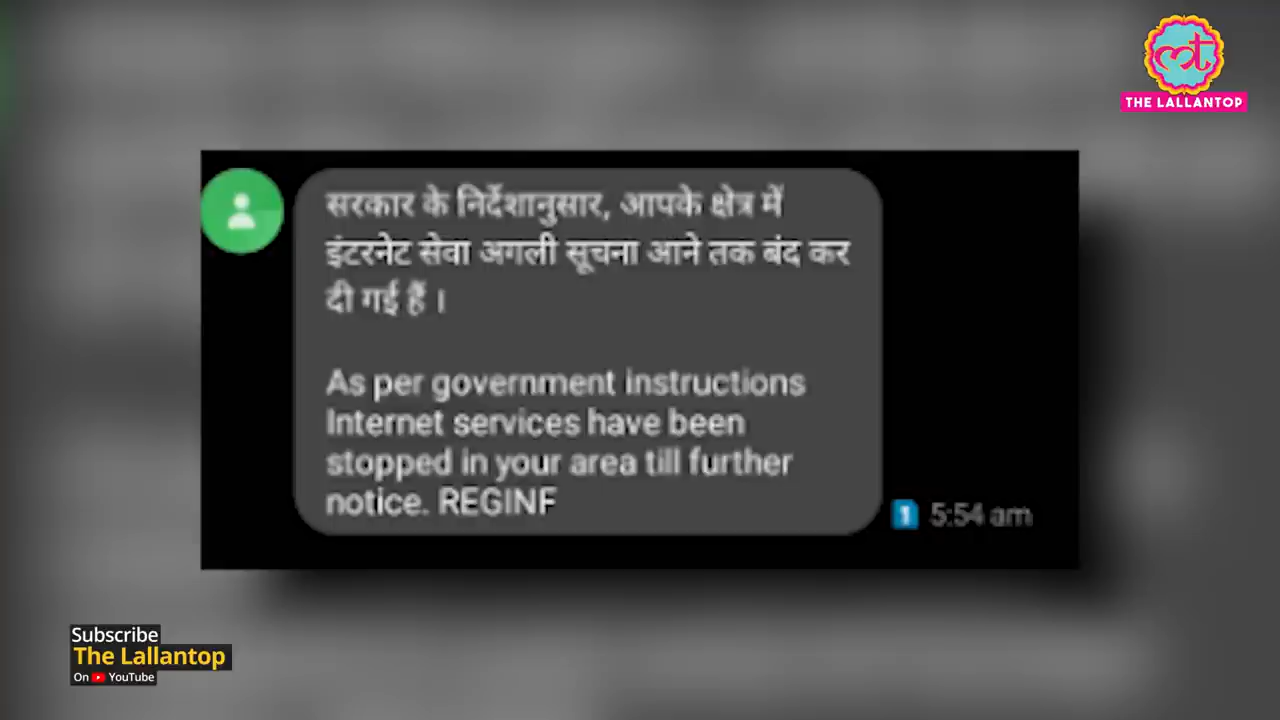 THE LALLANTOP
सरकार के निर्देशानुसार, आपके क्षेत्र में
इंटरनेट सेवा अगली सूचना आने तक बंद कर
दी गई हैं ।
As per government instructions
Internet services have been
stopped in your area till further
notice. REGINF
1 5:54 am
Subscribe
The Lallantop
On YouTube